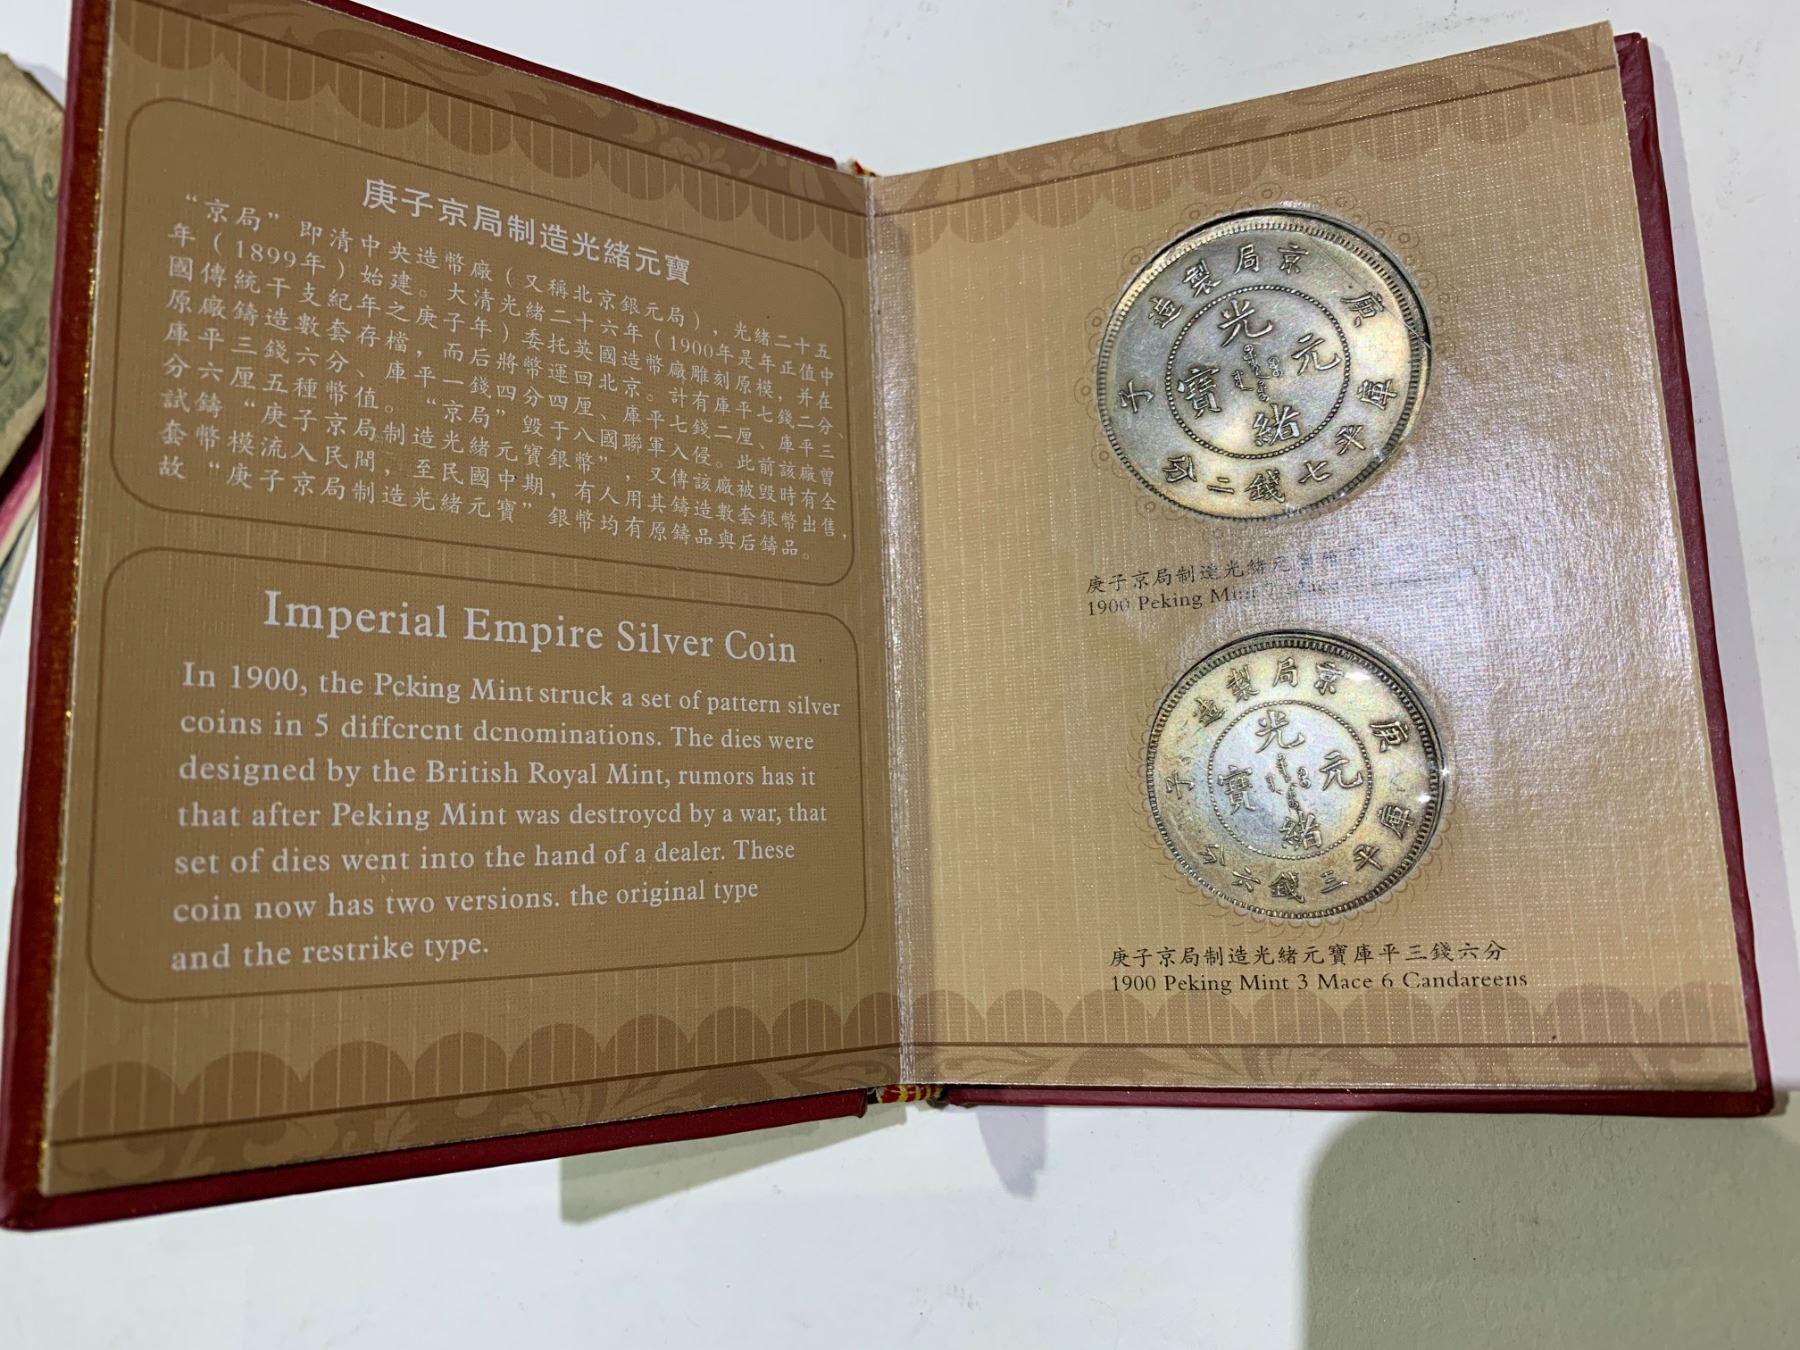 庚子京局制造光緒元寶
“京局” 即清中央造幣廠（又稱北京銀元局），光緒二十五
年（1899年）始建。大清光緒二十六年（1900年是年正值中
國傳統干支紀年之庚子年）委托英國造幣廠雕刻原模，并在
原廠鑄造數套存檔，而后將幣運回北京。計有庫平七錢二分、
庫平三錢六分、庫平一錢四分四厘、庫平七錢二厘、庫平三
分六厘五種幣值。“京局”毀于八國聯軍入侵。此前該廠曾
試鑄“庚子京局制造光緒元寶銀幣”，又傳該廠被毀時有全
套幣模流入民間，至民國中期，有人用其鑄造數套銀幣出售，
故“庚子京局制造光緒元寶”銀幣均有原鑄品與后鑄品。
Imperial Empire Silver Coin
In 1900, the Pcking Mint struck a set of pattern silver
coins in 5 diffcrcnt dcnominations. The dies were
designed by the British Royal Mint, rumors has it
that after Peking Mint was destroycd by a war, that
set of dies went into the hand of a dealer. These
coin now has two versions. the original type
and the restrike type.
庚子京局製造
光緒元寶
庫平七錢二分
庚子京局制造光緒元寶
1900 Peking Mint
庚子京局製造
光緒元寶
庫平三錢六分
庚子京局制造光緒元寶庫平三錢六分
1900 Peking Mint 3 Mace 6 Candareens